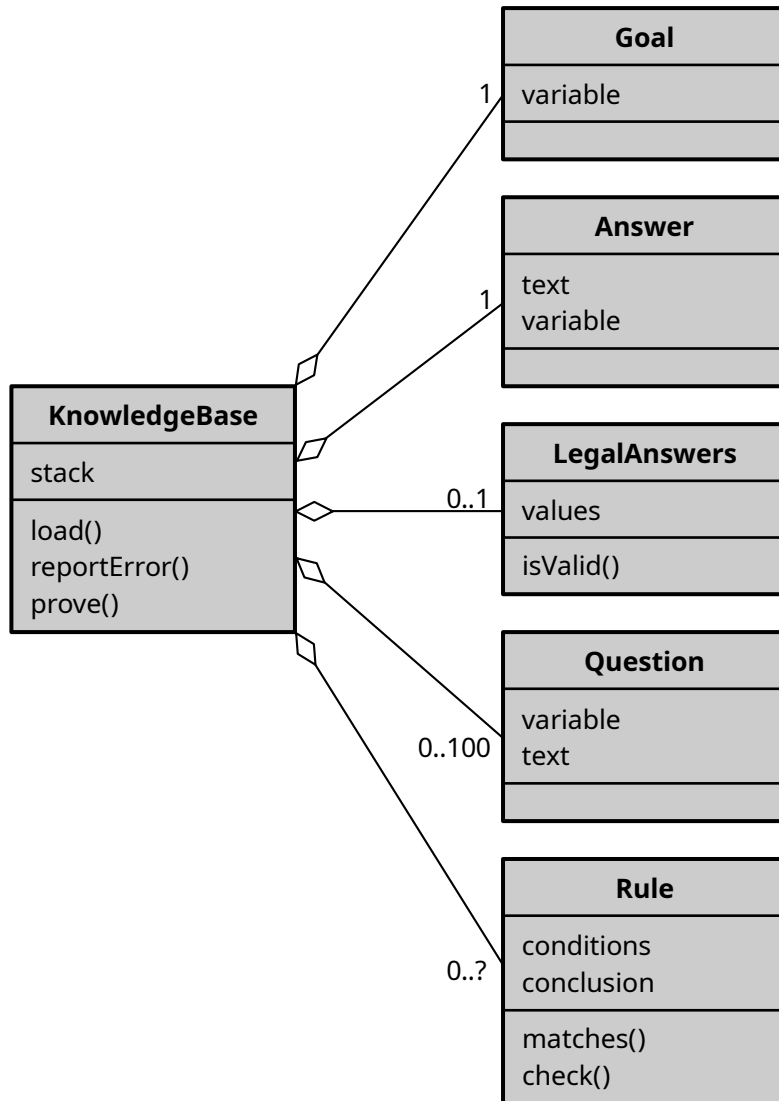 Goal
variable
1
Answer
text
variable
1
KnowledgeBase
stack
load()
reportError()
prove()
LegalAnswers
values
isValid()
0..1
Question
variable
text
0..100
Rule
conditions
conclusion
matches()
check()
0..?